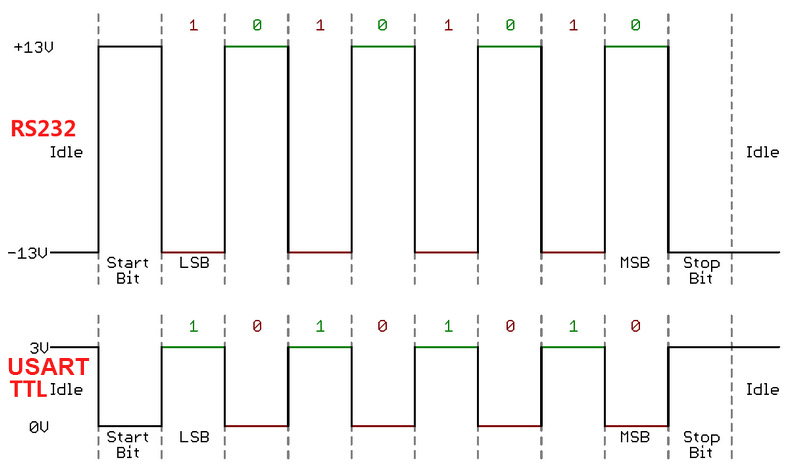 1 0 1 0 1 0 1 0
+13V
RS232
Idle
Idle
-13V
Start
Bit
LSB
MSB
Stop
Bit
1 0 1 0 1 0 1 0
3V
USART
TTL
Idle
Idle
0V
Start
Bit
LSB
MSB
Stop
Bit